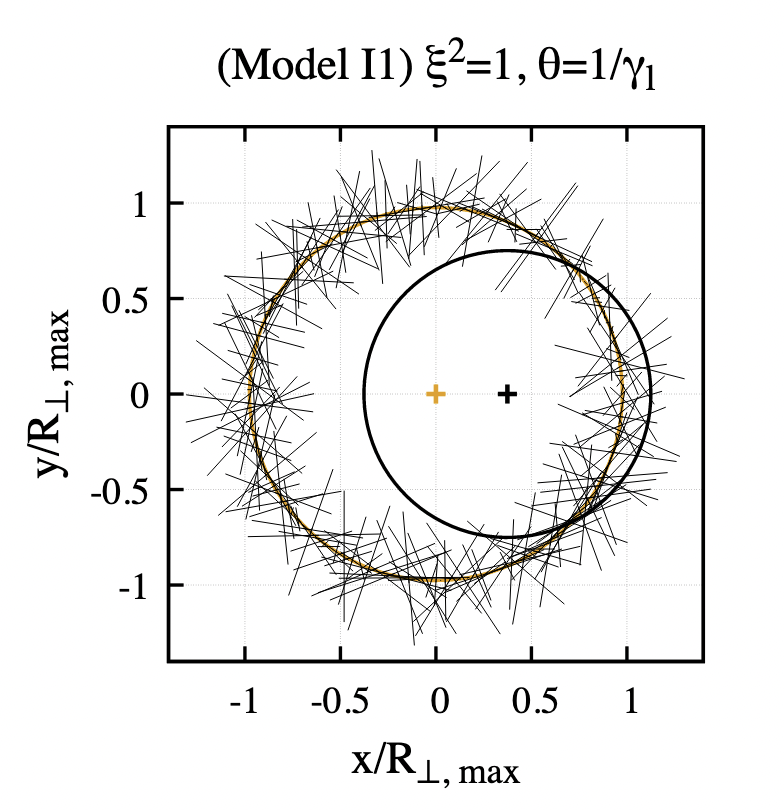 (Model I1) ξ²=1, θ=1/γ₁
1
0.5
0
-0.5
-1
y/R⊥, max
-1 -0.5 0 0.5 1
x/R⊥, max